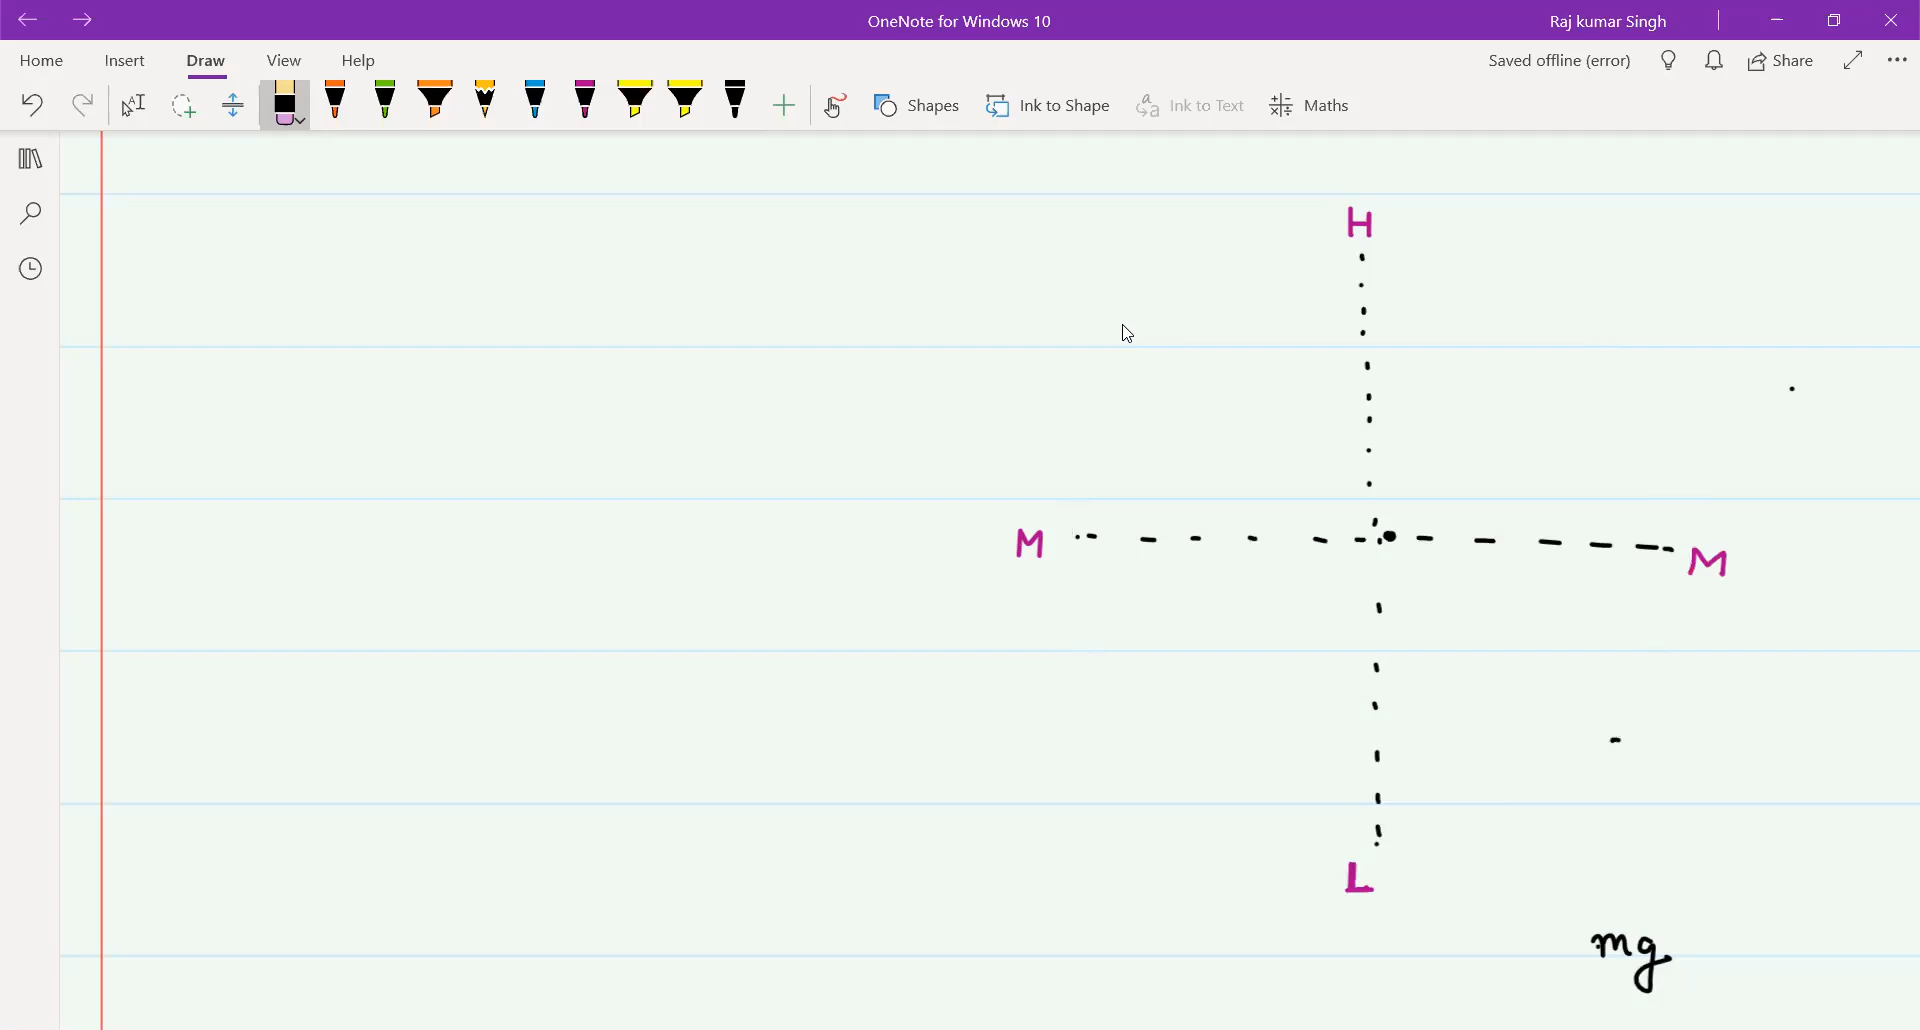 OneNote for Windows 10
Raj kumar Singh
Home Insert Draw View Help
Saved offline (error) Share
Shapes Ink to Shape Ink to Text Maths
H
M M
L
mg